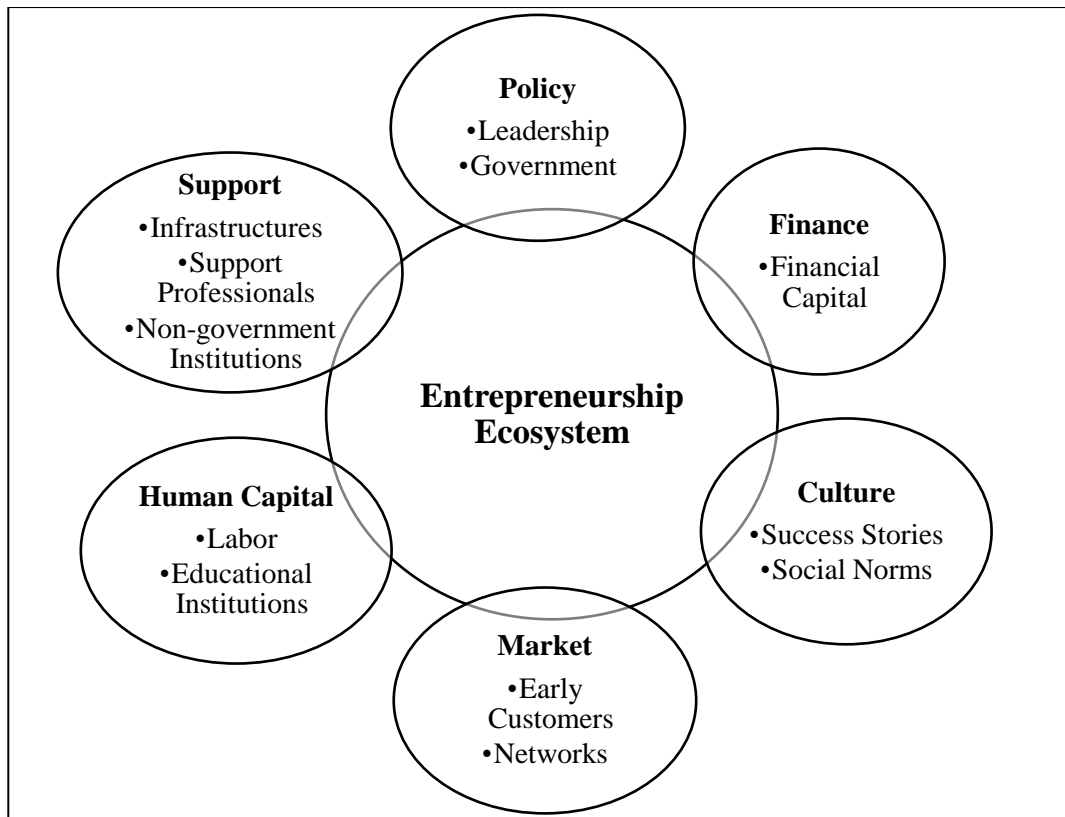 Policy
•Leadership
•Government
Support
•Infrastructures
•Support
Professionals
•Non-government
Institutions
Finance
•Financial
Capital
Entrepreneurship
Ecosystem
Human Capital
•Labor
•Educational
Institutions
Culture
•Success Stories
•Social Norms
Market
•Early
Customers
•Networks